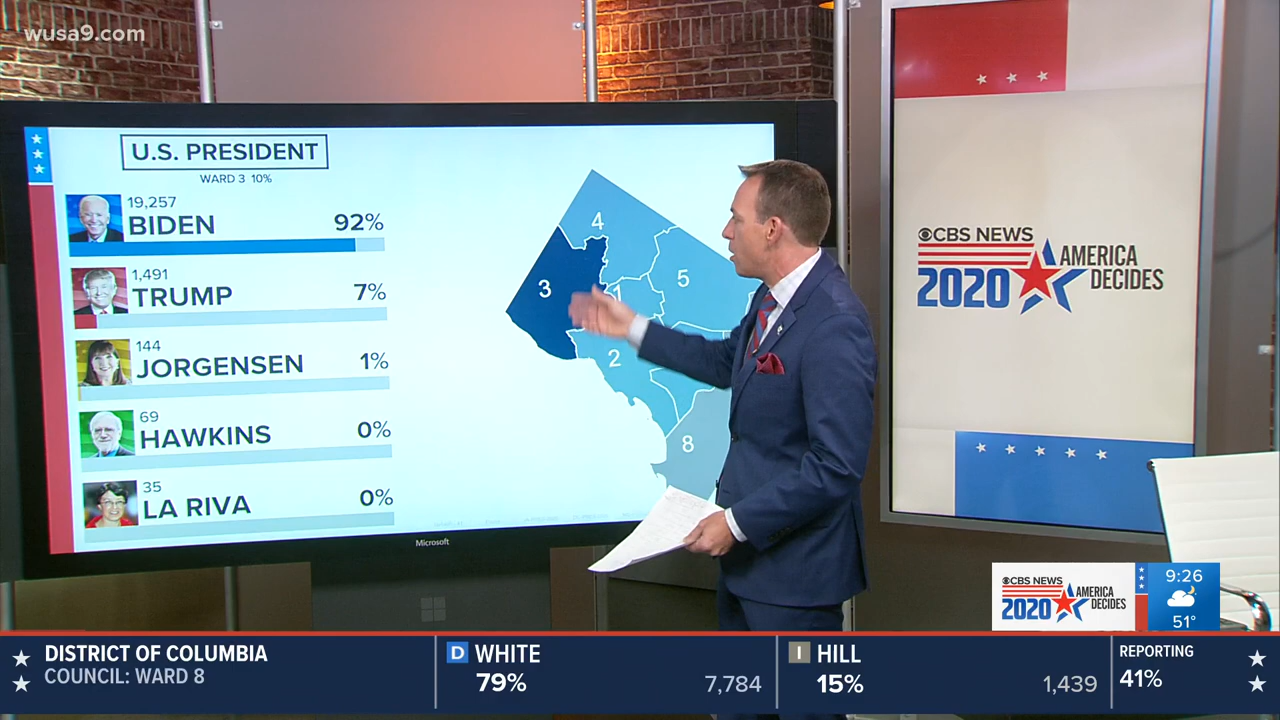 wusa9.com
U.S. PRESIDENT
WARD 3 10%
19,257
BIDEN 92%
1,491
TRUMP 7%
144
JORGENSEN 1%
69
HAWKINS 0%
35
LA RIVA 0%
4
3
5
1
2
8
Microsoft
CBS NEWS
2020 AMERICA
DECIDES
CBS NEWS
2020 AMERICA
DECIDES
9:26
51°
DISTRICT OF COLUMBIA
COUNCIL: WARD 8
D WHITE
79% 7,784
I HILL
15% 1,439
REPORTING
41%